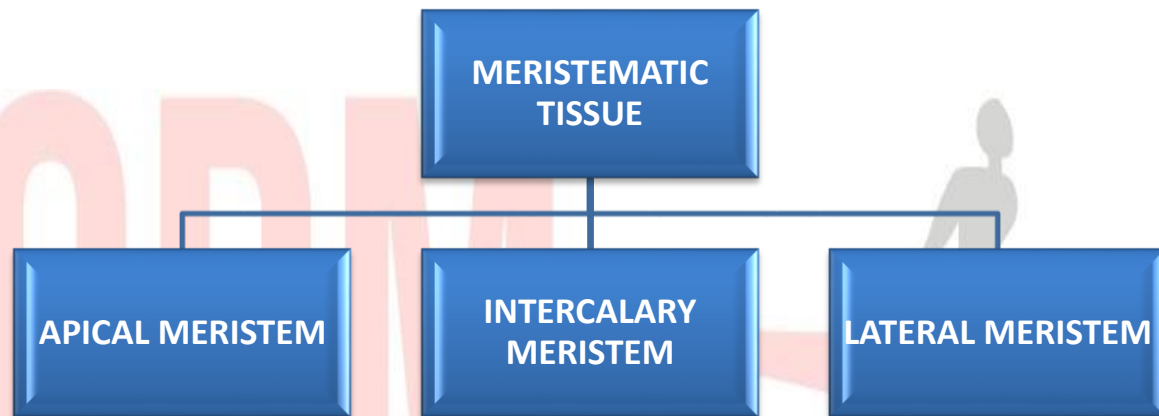 MERISTEMATIC
TISSUE
APICAL MERISTEM
INTERCALARY
MERISTEM
LATERAL MERISTEM